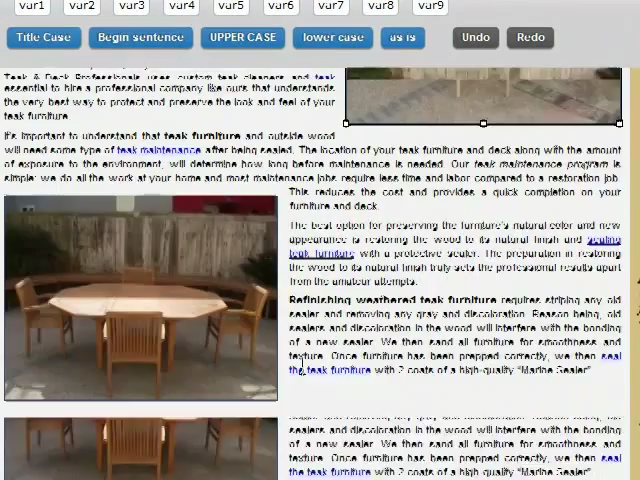 var1 var2 var3 var4 var5 var6 var7 var8 var9
Title Case Begin sentence UPPER CASE lower case as is Undo Redo
Teak & Deck Professionals uses custom teak cleaners and teak
essential to hire a professional company like ours that understands
the very best way to protect and preserve the look and feel of your
teak furniture
It's important to understand that teak furniture and outside wood
will need some type of teak maintenance after being sealed. The location of your teak furniture and deck along with the amount
of exposure to the environment, will determine how long before maintenance is needed. Our teak maintenance program is
simple: we do all the work at your home and most maintenance jobs require less time and labor compared to a restoration job.
This reduces the cost and provides a quick completion on your
furniture and deck.
The best option for preserving the furniture's natural color and new
appearance is restoring the wood to its natural finish and sealing
teak furniture with a protective sealer. The preparation in restoring
the wood to its natural finish truly sets the professional results apart
from the amateur attempts.
Refinishing weathered teak furniture requires striping any old
sealer and removing any gray and discoloration. Reason being, old
sealers and discoloration in the wood will interfere with the bonding
of a new sealer. We then sand all furniture for smoothness and
texture. Once furniture has been prepped correctly, we then seal
the teak furniture with 2 coats of a high-quality "Marine Sealer"
sealers and discoloration in the wood will interfere with the bonding
of a new sealer. We then sand all furniture for smoothness and
texture. Once furniture has been prepped correctly, we then seal
the teak furniture with 2 coats of a high-quality "Marine Sealer"